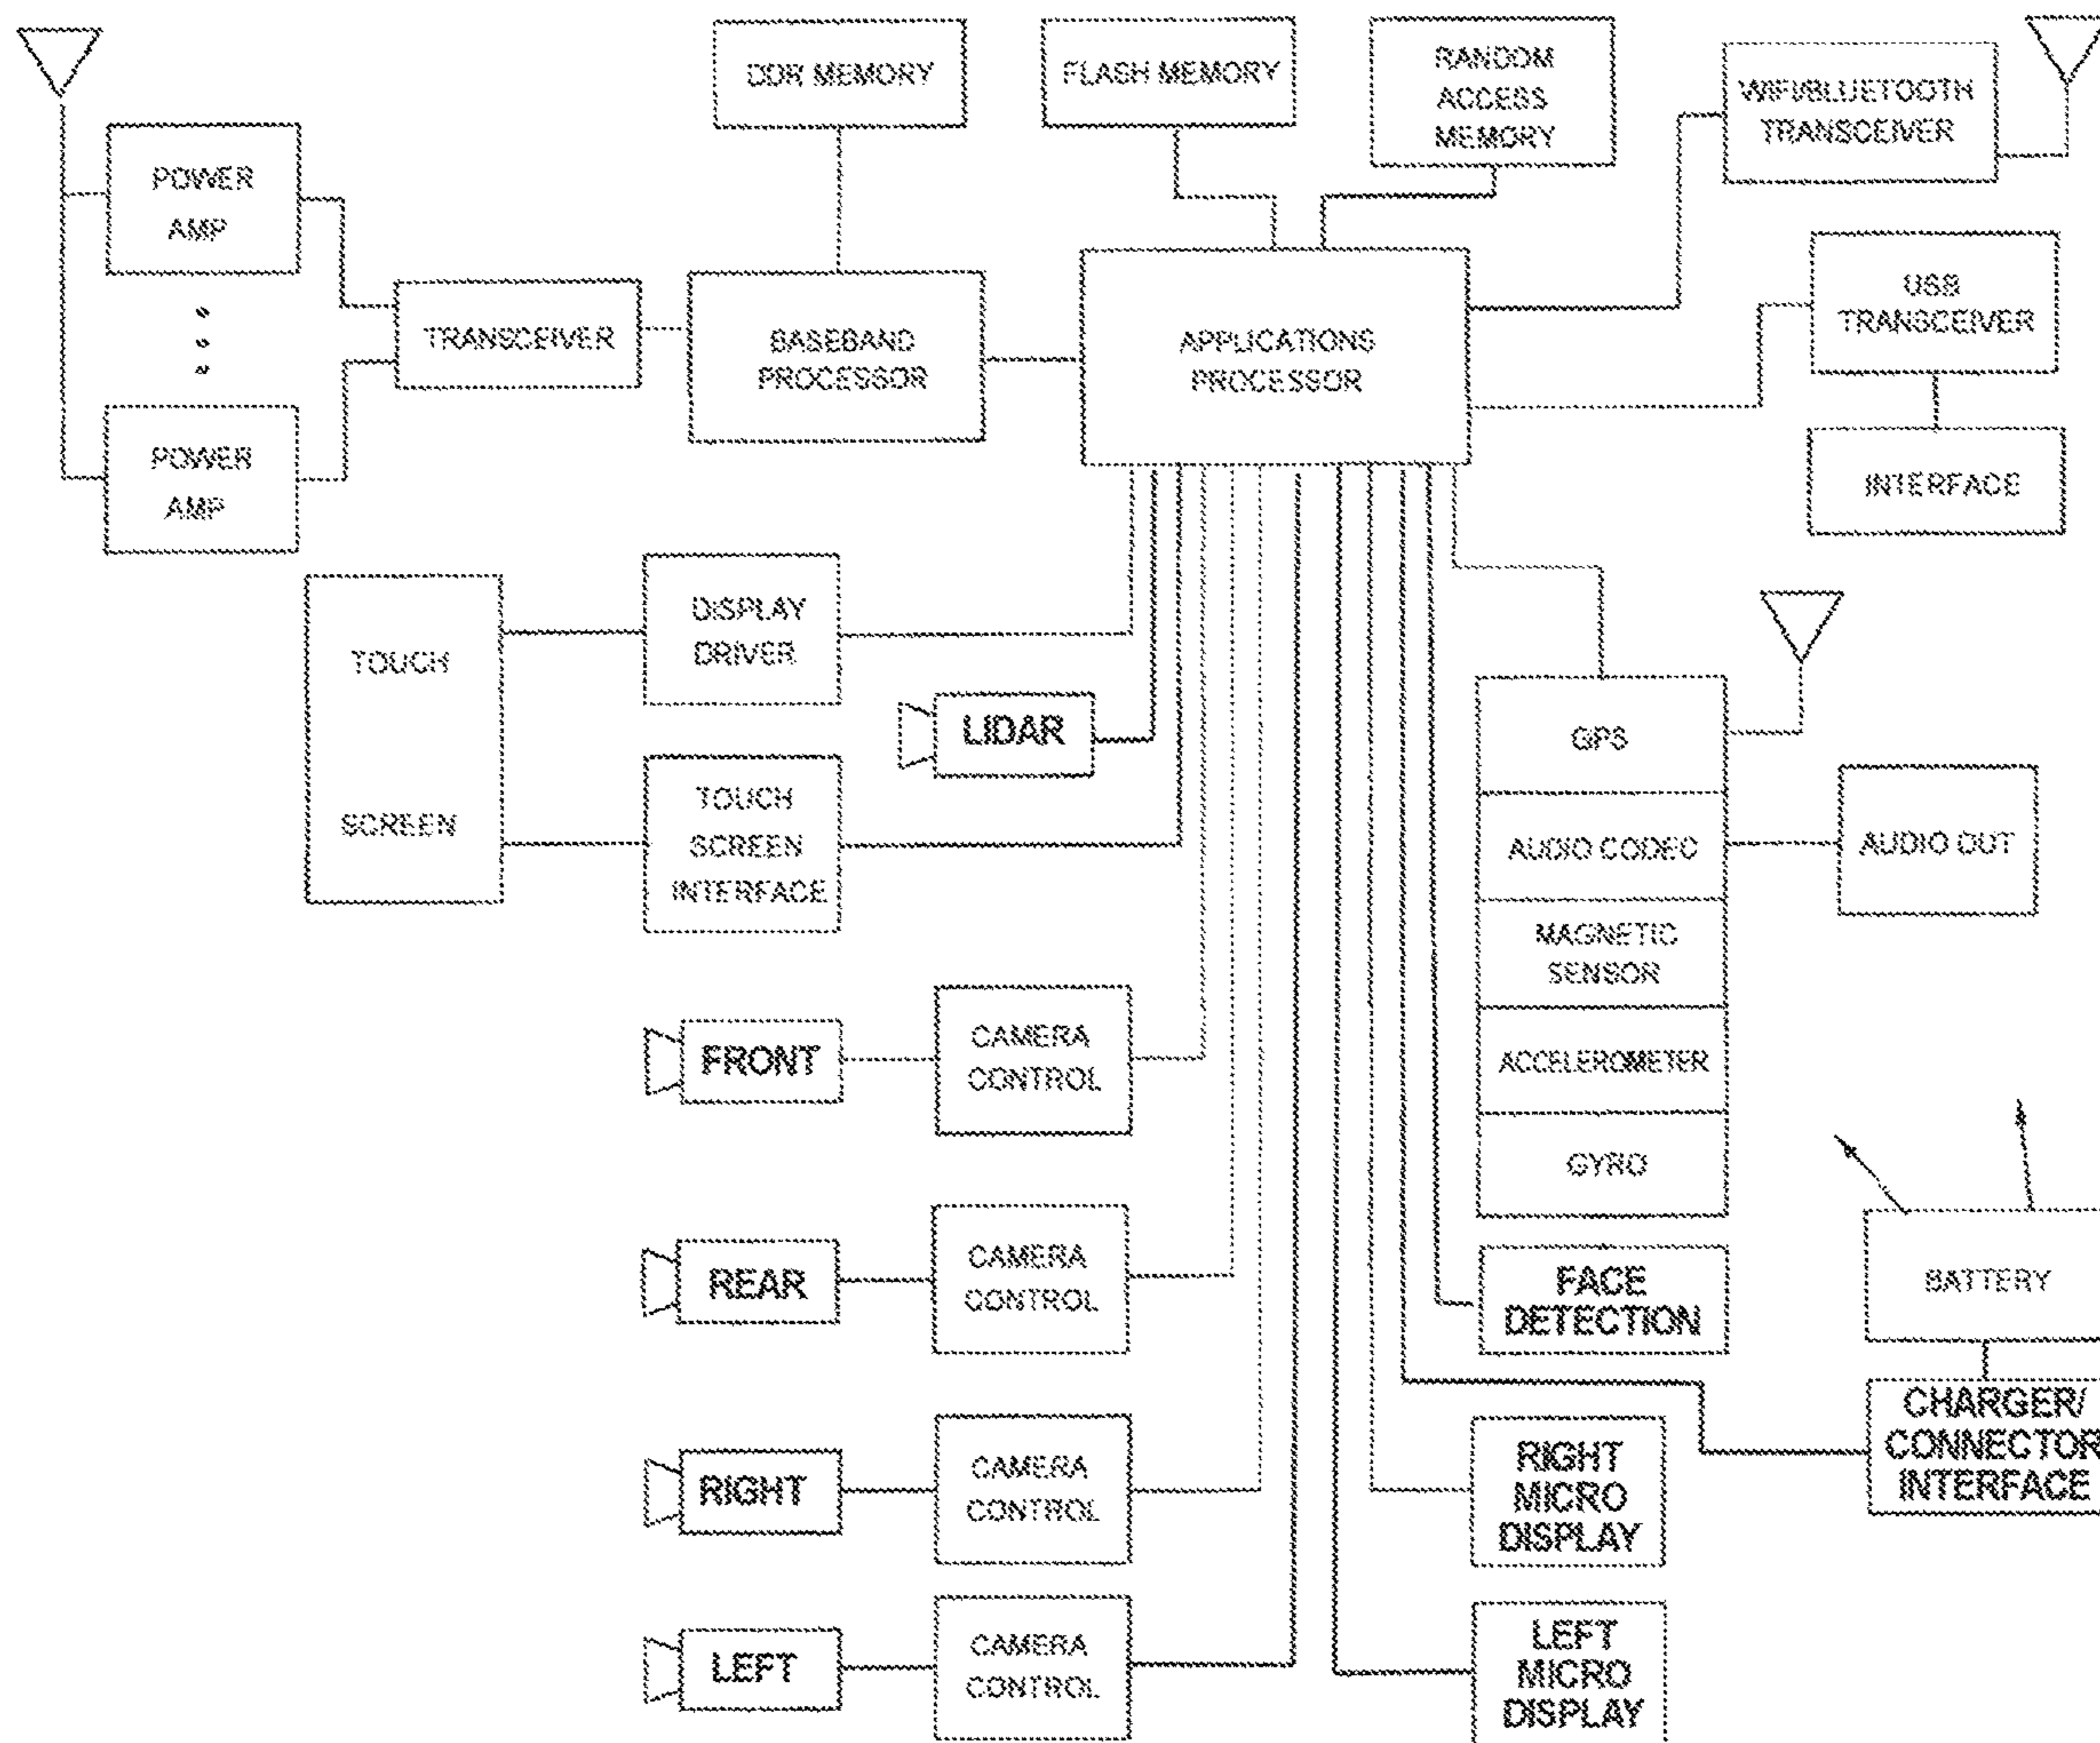 DDR MEMORY
FLASH MEMORY
RANDOM
ACCESS
MEMORY
WIFI/BLUETOOTH
TRANSCEIVER
POWER
AMP
USB
TRANSCEIVER
TRANSCEIVER
BASEBAND
PROCESSOR
APPLICATIONS
PROCESSOR
POWER
AMP
INTERFACE
TOUCH
SCREEN
DISPLAY
DRIVER
LIDAR
TOUCH
SCREEN
INTERFACE
GPS
AUDIO CODEC
AUDIO OUT
MAGNETIC
SENSOR
ACCELEROMETER
GYRO
FRONT
CAMERA
CONTROL
REAR
CAMERA
CONTROL
FACE
DETECTION
BATTERY
CHARGER/
CONNECTOR
INTERFACE
RIGHT
CAMERA
CONTROL
RIGHT
MICRO
DISPLAY
LEFT
CAMERA
CONTROL
LEFT
MICRO
DISPLAY